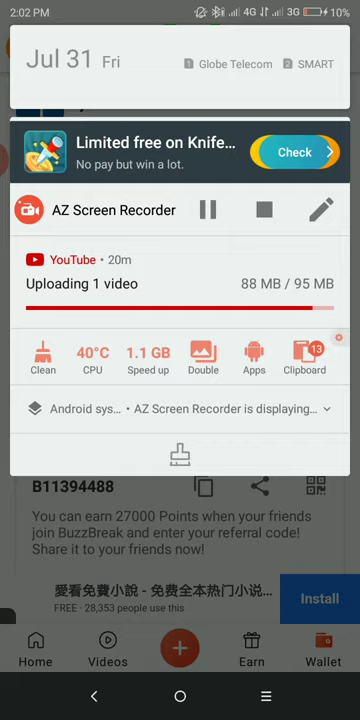 2:02 PM 4G 3G 10%
Jul 31 Fri
1 Globe Telecom 2 SMART
Limited free on Knife...
No pay but win a lot.
Check
AZ Screen Recorder
YouTube • 20m
Uploading 1 video 88 MB / 95 MB
40°C 1.1 GB 13
Clean CPU Speed up Double Apps Clipboard
Android sys... • AZ Screen Recorder is displaying...
B11394488
You can earn 27000 Points when your friends
join BuzzBreak and enter your referral code!
Share it to your friends now!
愛看免費小說 - 免费全本热门小说...
FREE · 28,353 people use this
Install
Home Videos Earn Wallet